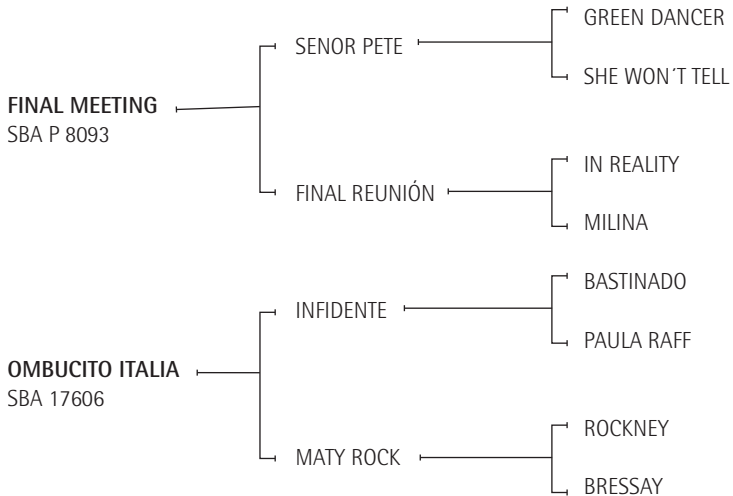 GREEN DANCER
SENOR PETE
SHE WON´T TELL
FINAL MEETING
SBA P 8093
IN REALITY
FINAL REUNIÓN
MILINA
BASTINADO
INFIDENTE
PAULA RAFF
OMBUCITO ITALIA
SBA 17606
ROCKNEY
MATY ROCK
BRESSAY